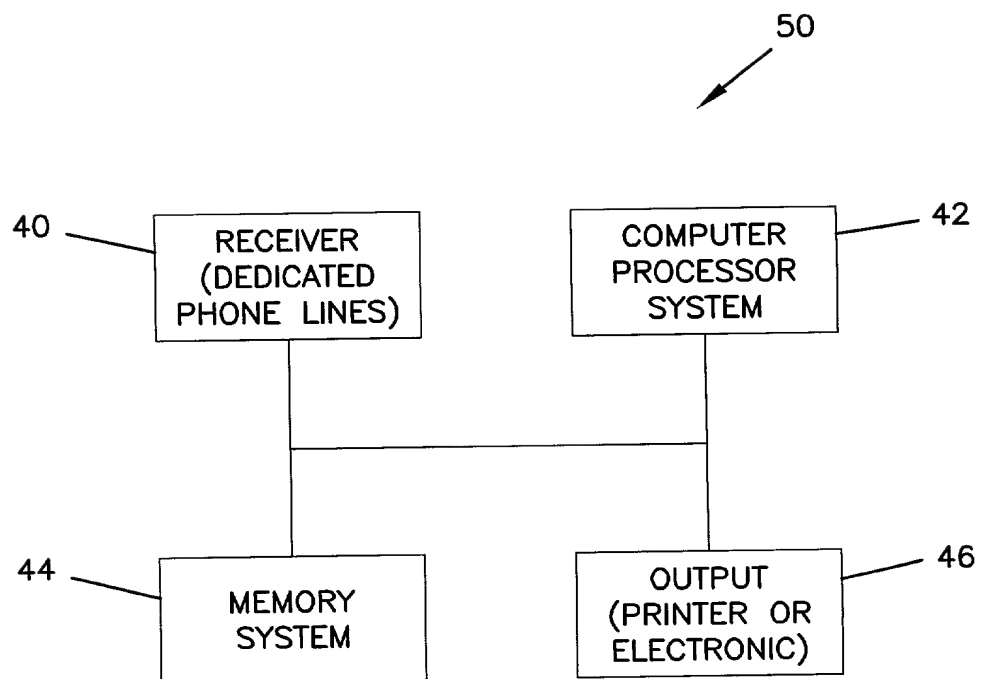 50
40
RECEIVER
(DEDICATED
PHONE LINES)
COMPUTER
PROCESSOR
SYSTEM
42
44
MEMORY
SYSTEM
OUTPUT
(PRINTER OR
ELECTRONIC)
46